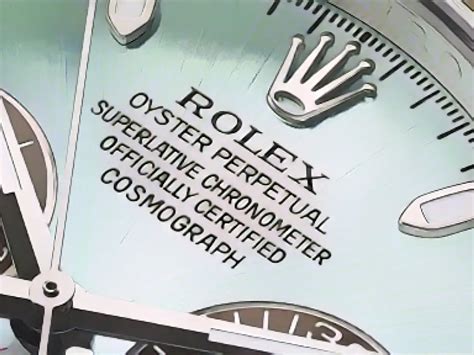 ROLEX
OYSTER PERPETUAL
SUPERLATIVE CHRONOMETER
OFFICIALLY CERTIFIED
COSMOGRAPH